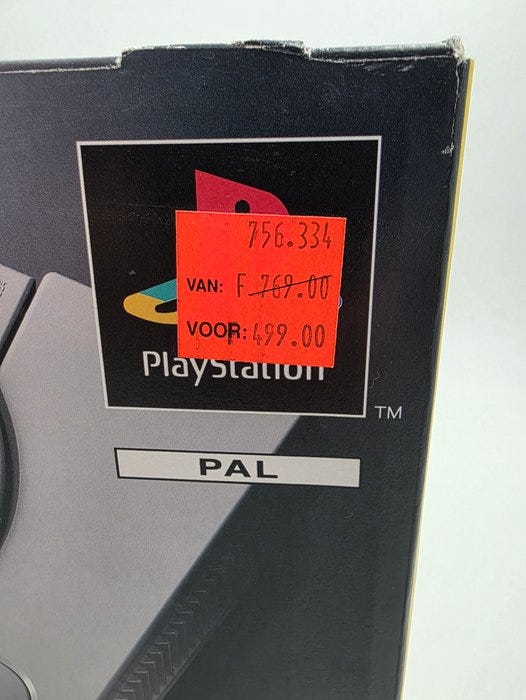 756.334
VAN: F 769.00
VOOR: F 499.00
PlayStation
TM
PAL